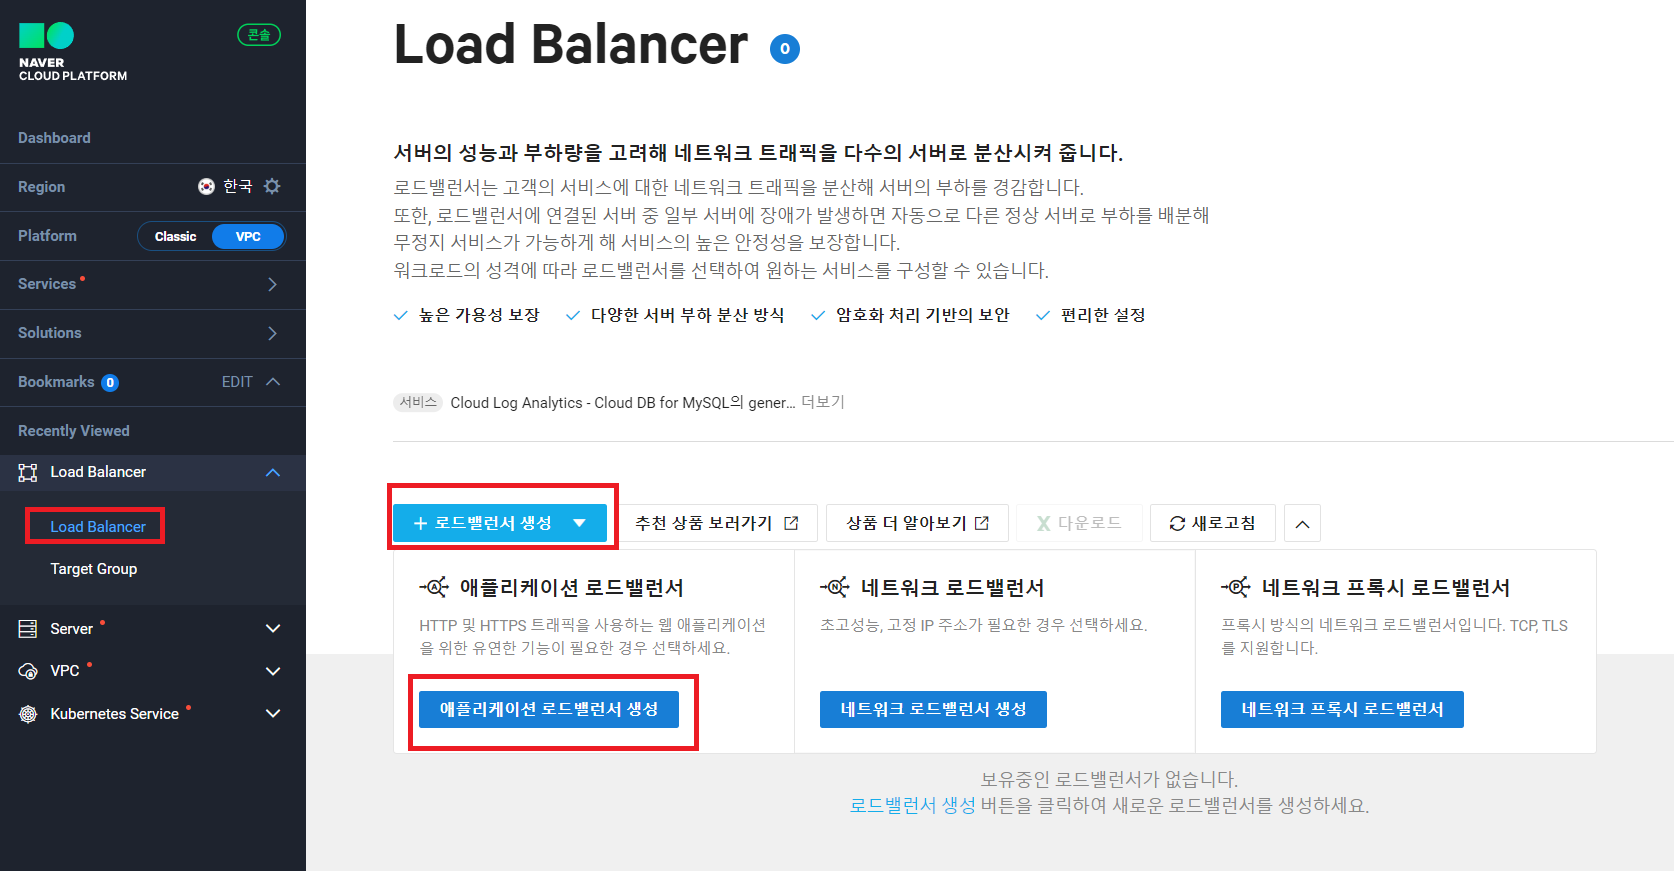 NAVER
CLOUD PLATFORM
콘솔
Dashboard
Region
한국
Platform
Classic
VPC
Services
Solutions
Bookmarks 0
EDIT
Recently Viewed
Load Balancer
Load Balancer
Target Group
Server
VPC
Kubernetes Service
Load Balancer 0
서버의 성능과 부하량을 고려해 네트워크 트래픽을 다수의 서버로 분산시켜 줍니다.
로드밸런서는 고객의 서비스에 대한 네트워크 트래픽을 분산해 서버의 부하를 경감합니다.
또한, 로드밸런서에 연결된 서버 중 일부 서버에 장애가 발생하면 자동으로 다른 정상 서버로 부하를 배분해
무정지 서비스가 가능하게 해 서비스의 높은 안정성을 보장합니다.
워크로드의 성격에 따라 로드밸런서를 선택하여 원하는 서비스를 구성할 수 있습니다.
높은 가용성 보장 다양한 서버 부하 분산 방식 암호화 처리 기반의 보안 편리한 설정
서비스 Cloud Log Analytics - Cloud DB for MySQL의 gener... 더보기
+ 로드밸런서 생성
추천 상품 보러가기
상품 더 알아보기
X 다운로드
새로고침
A 애플리케이션 로드밸런서
HTTP 및 HTTPS 트래픽을 사용하는 웹 애플리케이션
을 위한 유연한 기능이 필요한 경우 선택하세요.
애플리케이션 로드밸런서 생성
N 네트워크 로드밸런서
초고성능, 고정 IP 주소가 필요한 경우 선택하세요.
네트워크 로드밸런서 생성
P 네트워크 프록시 로드밸런서
프록시 방식의 네트워크 로드밸런서입니다. TCP, TLS
를 지원합니다.
네트워크 프록시 로드밸런서
보유중인 로드밸런서가 없습니다.
로드밸런서 생성 버튼을 클릭하여 새로운 로드밸런서를 생성하세요.